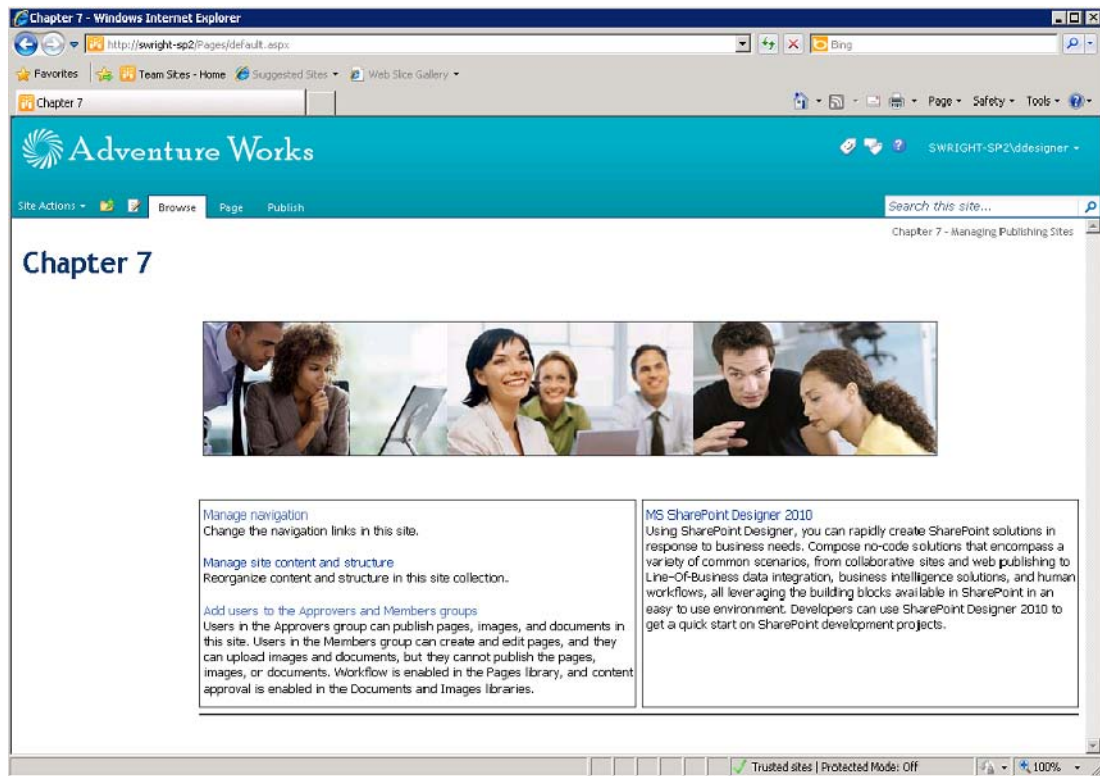 Chapter 7 - Windows Internet Explorer
http://swright-sp2/Pages/default.aspx
Bing
Favorites
Team Sites - Home
Suggested Sites
Web Slice Gallery
Chapter 7
Page
Safety
Tools
Adventure Works
SWRIGHT-SP2\ddesigner
Site Actions
Browse
Page
Publish
Search this site...
Chapter 7 - Managing Publishing Sites
Chapter 7
Manage navigation
Change the navigation links in this site.
Manage site content and structure
Reorganize content and structure in this site collection.
Add users to the Approvers and Members groups
Users in the Approvers group can publish pages, images, and documents in
this site. Users in the Members group can create and edit pages, and they
can upload images and documents, but they cannot publish the pages,
images, or documents. Workflow is enabled in the Pages library, and content
approval is enabled in the Documents and Images libraries.
MS SharePoint Designer 2010
Using SharePoint Designer, you can rapidly create SharePoint solutions in
response to business needs. Compose no-code solutions that encompass a
variety of common scenarios, from collaborative sites and web publishing to
Line-Of-Business data integration, business intelligence solutions, and human
workflows, all leveraging the building blocks available in SharePoint in an
easy to use environment. Developers can use SharePoint Designer 2010 to
get a quick start on SharePoint development projects.
Trusted sites | Protected Mode: Off
100%